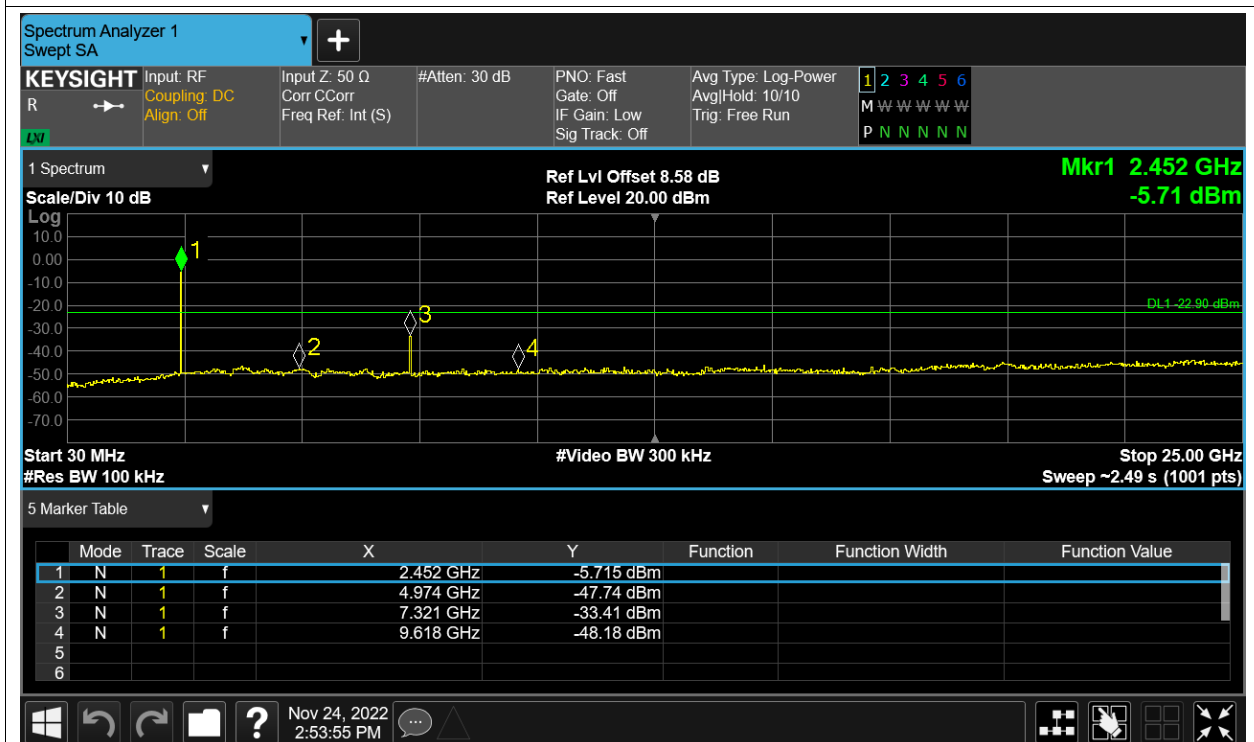 Spectrum Analyzer 1
Swept SA
+
KEYSIGHT Input: RF Input Z: 50 Ω #Atten: 30 dB PNO: Fast Avg Type: Log-Power 1 2 3 4 5 6
R Coupling: DC Corr CCorr Gate: Off Avg|Hold: 10/10 M W W W W W
Align: Off Freq Ref: Int (S) IF Gain: Low Trig: Free Run
LXI Sig Track: Off P N N N N N
1 Spectrum Ref Lvl Offset 8.58 dB Mkr1 2.452 GHz
Scale/Div 10 dB Ref Level 20.00 dBm -5.71 dBm
Log
10.0
1
0.00
-10.0
-20.0 DL1 -22.90 dBm
3
-30.0
2 4
-40.0
-50.0
-60.0
-70.0
Start 30 MHz #Video BW 300 kHz Stop 25.00 GHz
#Res BW 100 kHz Sweep ~2.49 s (1001 pts)
5 Marker Table
Mode Trace Scale X Y Function Function Width Function Value
1 N 1 f 2.452 GHz -5.715 dBm
2 N 1 f 4.974 GHz -47.74 dBm
3 N 1 f 7.321 GHz -33.41 dBm
4 N 1 f 9.618 GHz -48.18 dBm
5
6
? Nov 24, 2022
2:53:55 PM